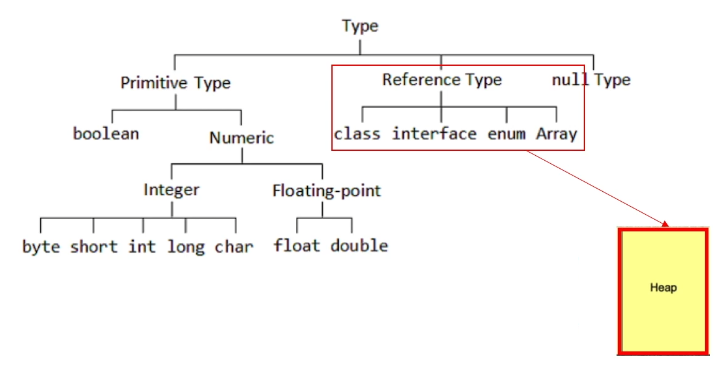 Type
Primitive Type Reference Type null Type
boolean Numeric class interface enum Array
Integer Floating-point
byte short int long char float double
Heap